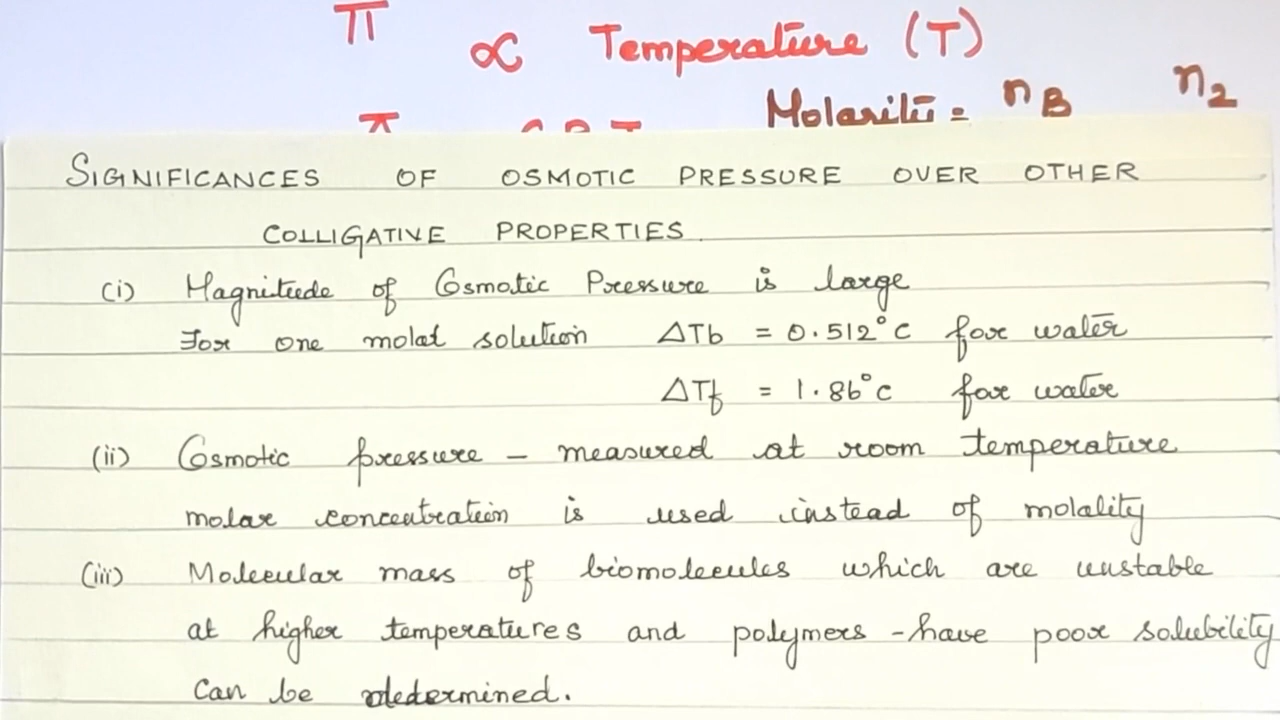 π
∝ Temperature (T)
Molarity = nB n2
SIGNIFICANCES OF OSMOTIC PRESSURE OVER OTHER
COLLIGATIVE PROPERTIES.
(i) Magnitude of Osmotic Pressure is large
For one molal solution ΔTb = 0.512°C for water
ΔTf = 1.86°C for water
(ii) Osmotic pressure - measured at room temperature
molar concentration is used instead of molality
(iii) Molecular mass of biomolecules which are unstable
at higher temperatures and polymers - have poor solubility
can be determined.